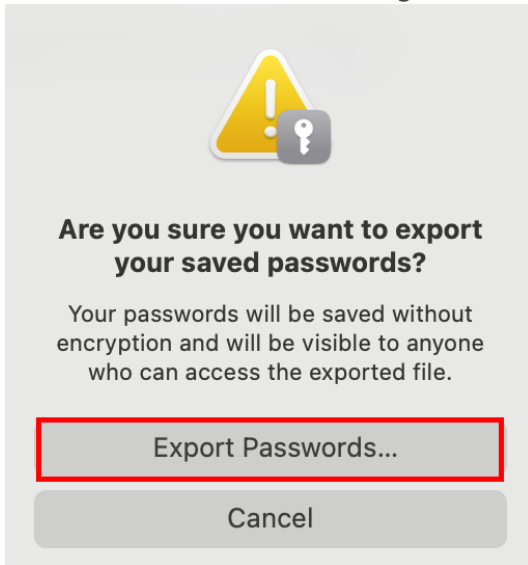 Are you sure you want to export
your saved passwords?
Your passwords will be saved without
encryption and will be visible to anyone
who can access the exported file.
Export Passwords...
Cancel